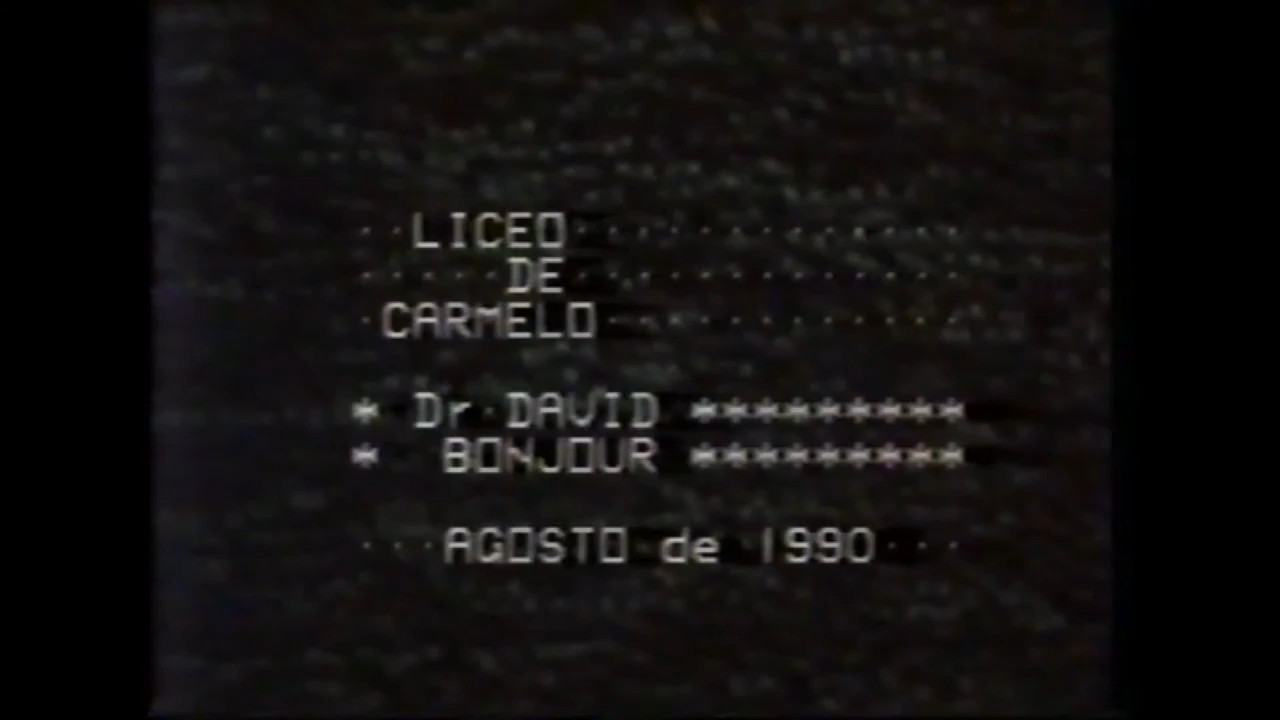 LICEO
DE
CARMELO
* Dr DAVID *********
* BONJOUR *********
AGOSTO de 1990